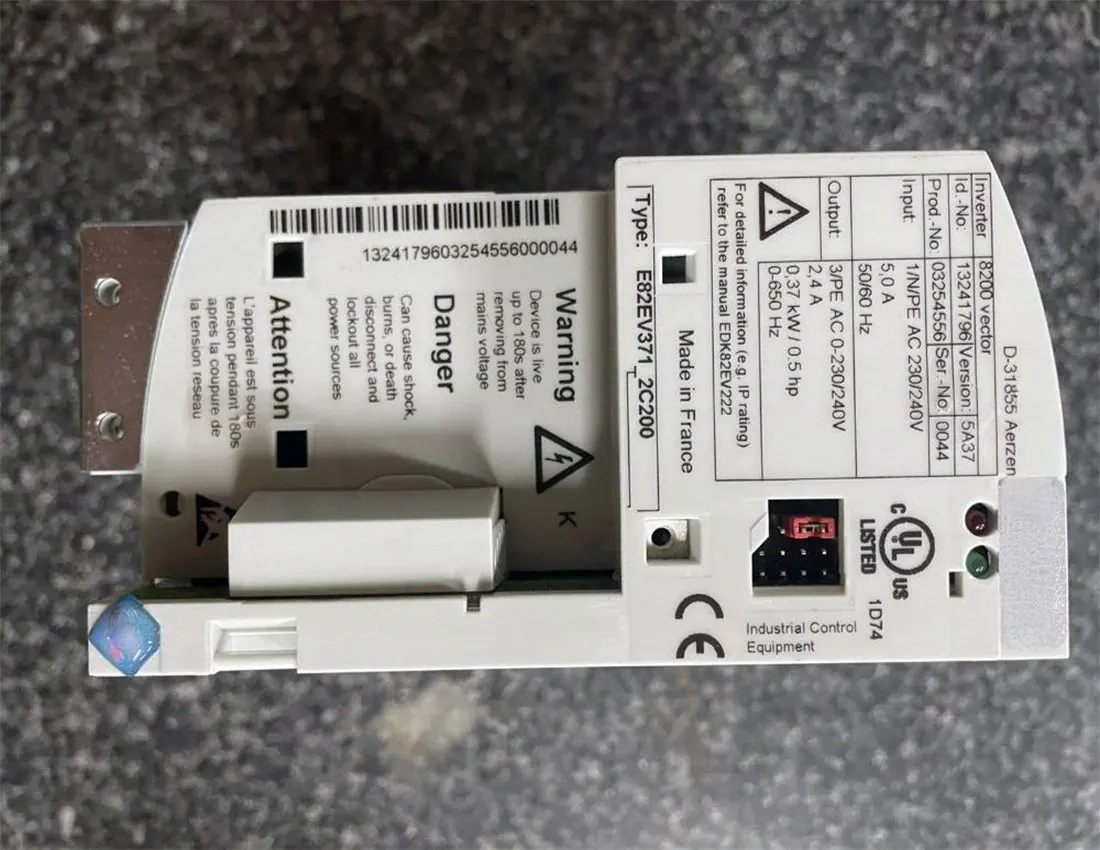 D-31855 Aerzen
Inverter 8200 vector
Id.-No: 13241796 Version: 5A37
Prod.-No: 03254556 Ser.-No: 0044
Input: 1/N/PE AC 230/240V
5,0 A
50/60 Hz
Output: 3/PE AC 0-230/240V
2,4 A
0,37 kW / 0.5 hp
0-650 Hz
For detailed information (e.g. IP rating)
refer to the manual EDK82EV222
Made in France
Type: E82EV371_2C200
C UL US
LISTED 1D74
Industrial Control
Equipment
CE
1324179603254556000044
Warning
Device is live
up to 180s after
removing from
mains voltage
K
Danger
Can cause shock,
burns, or death
disconnect and
lockout all
power sources
Attention
L'appareil est sous
tension pendant 180s
apres la coupure de
la tension reseau